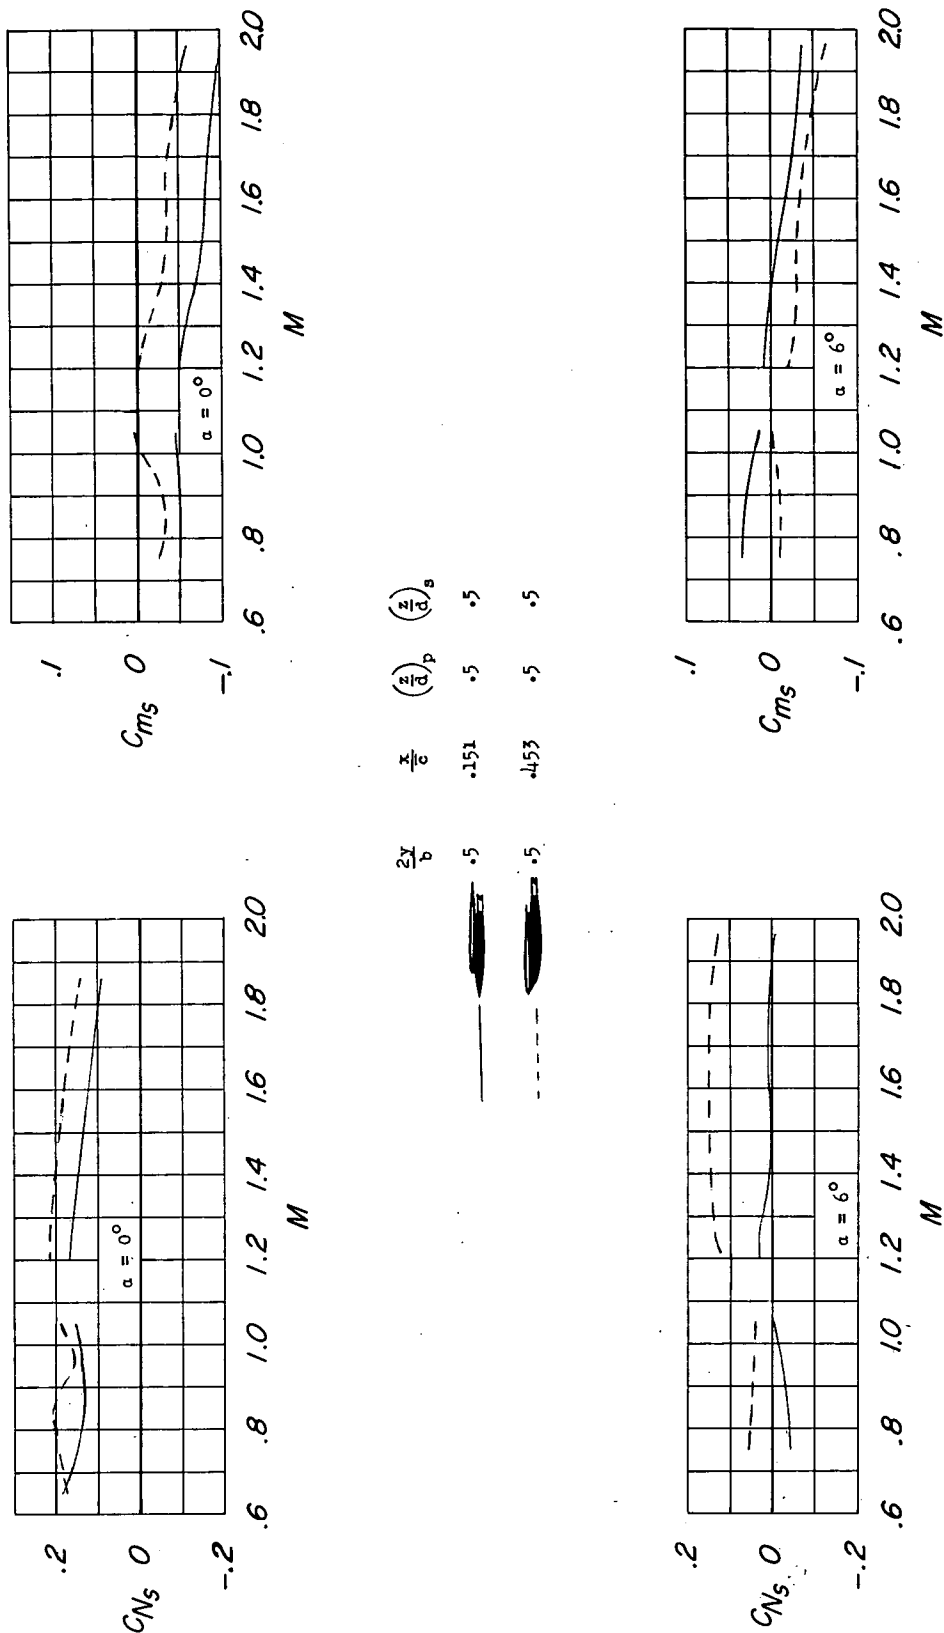 .2
0
-.2
C_Ns
α = 0°
.6 .8 1.0 1.2 1.4 1.6 1.8 2.0
M
.1
0
-.1
C_ms
α = 0°
.6 .8 1.0 1.2 1.4 1.6 1.8 2.0
M
2y/b x/c (z/d)p (z/d)s
.5 .151 .5 .5
.5 .453 .5 .5
.2
0
-.2
C_Ns
α = 6°
.6 .8 1.0 1.2 1.4 1.6 1.8 2.0
M
.1
0
-.1
C_ms
α = 6°
.6 .8 1.0 1.2 1.4 1.6 1.8 2.0
M